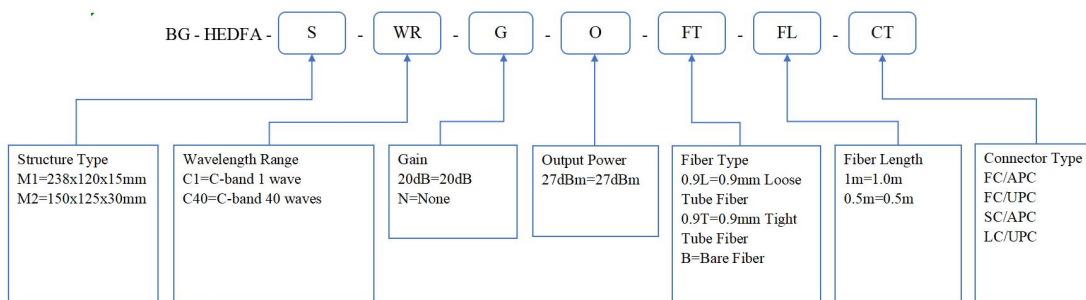 BG - HEDFA - S - WR - G - O - FT - FL - CT
Structure Type
M1=238x120x15mm
M2=150x125x30mm
Wavelength Range
C1=C-band 1 wave
C40=C-band 40 waves
Gain
20dB=20dB
N=None
Output Power
27dBm=27dBm
Fiber Type
0.9L=0.9mm Loose
Tube Fiber
0.9T=0.9mm Tight
Tube Fiber
B=Bare Fiber
Fiber Length
1m=1.0m
0.5m=0.5m
Connector Type
FC/APC
FC/UPC
SC/APC
LC/UPC